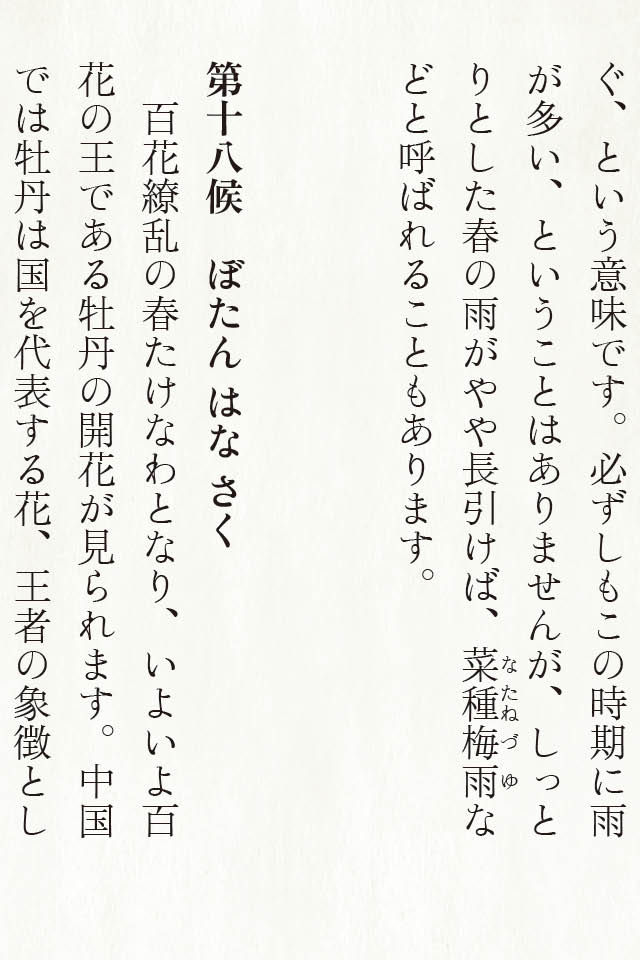 ぐ、という意味です。必ずしもこの時期に雨
が多い、ということはありませんが、しっと
りとした春の雨がやや長引けば、菜種梅雨な
なたねづゆ
どと呼ばれることもあります。
第十八候　ぼたん はな さく
百花繚乱の春たけなわとなり、いよいよ百
花の王である牡丹の開花が見られます。中国
では牡丹は国を代表する花、王者の象徴とし